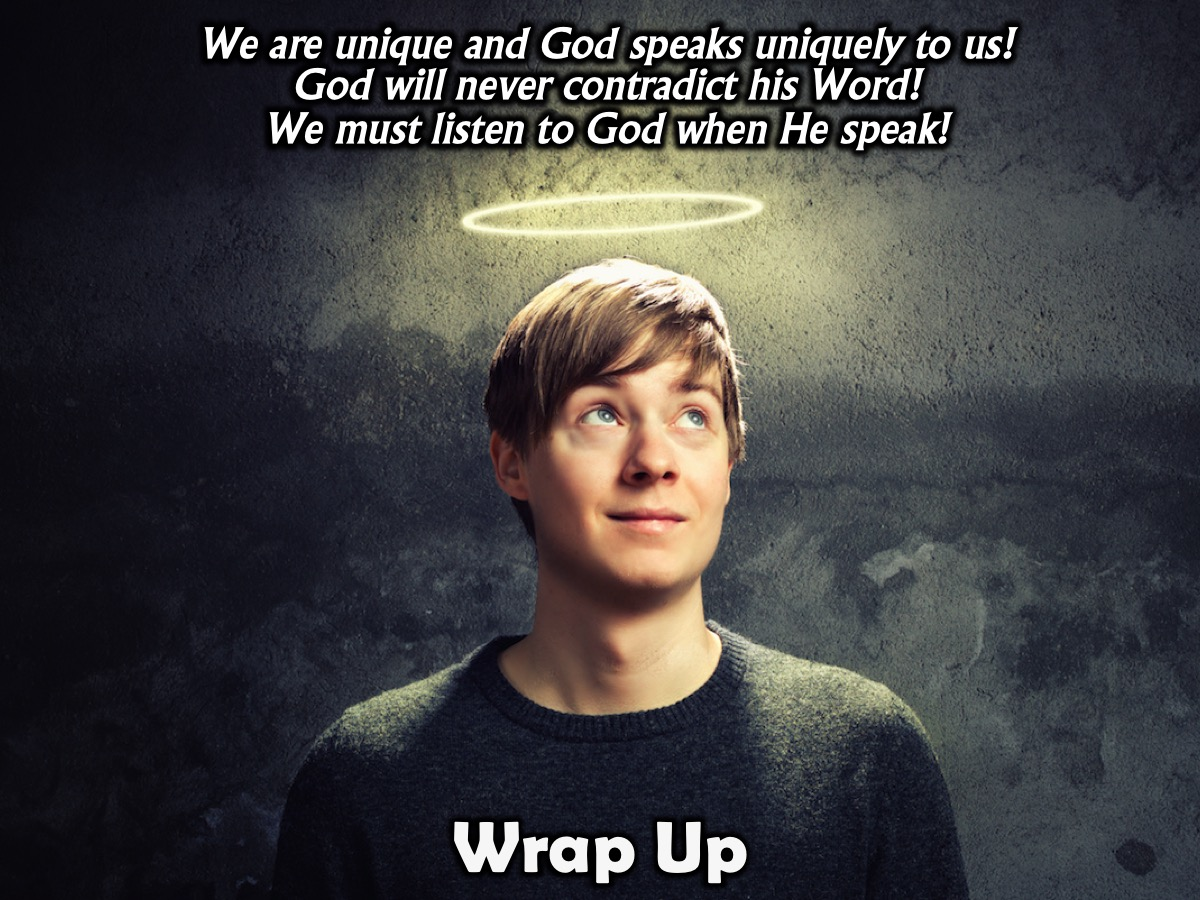 We are unique and God speaks uniquely to us!
God will never contradict his Word!
We must listen to God when He speak!
Wrap Up